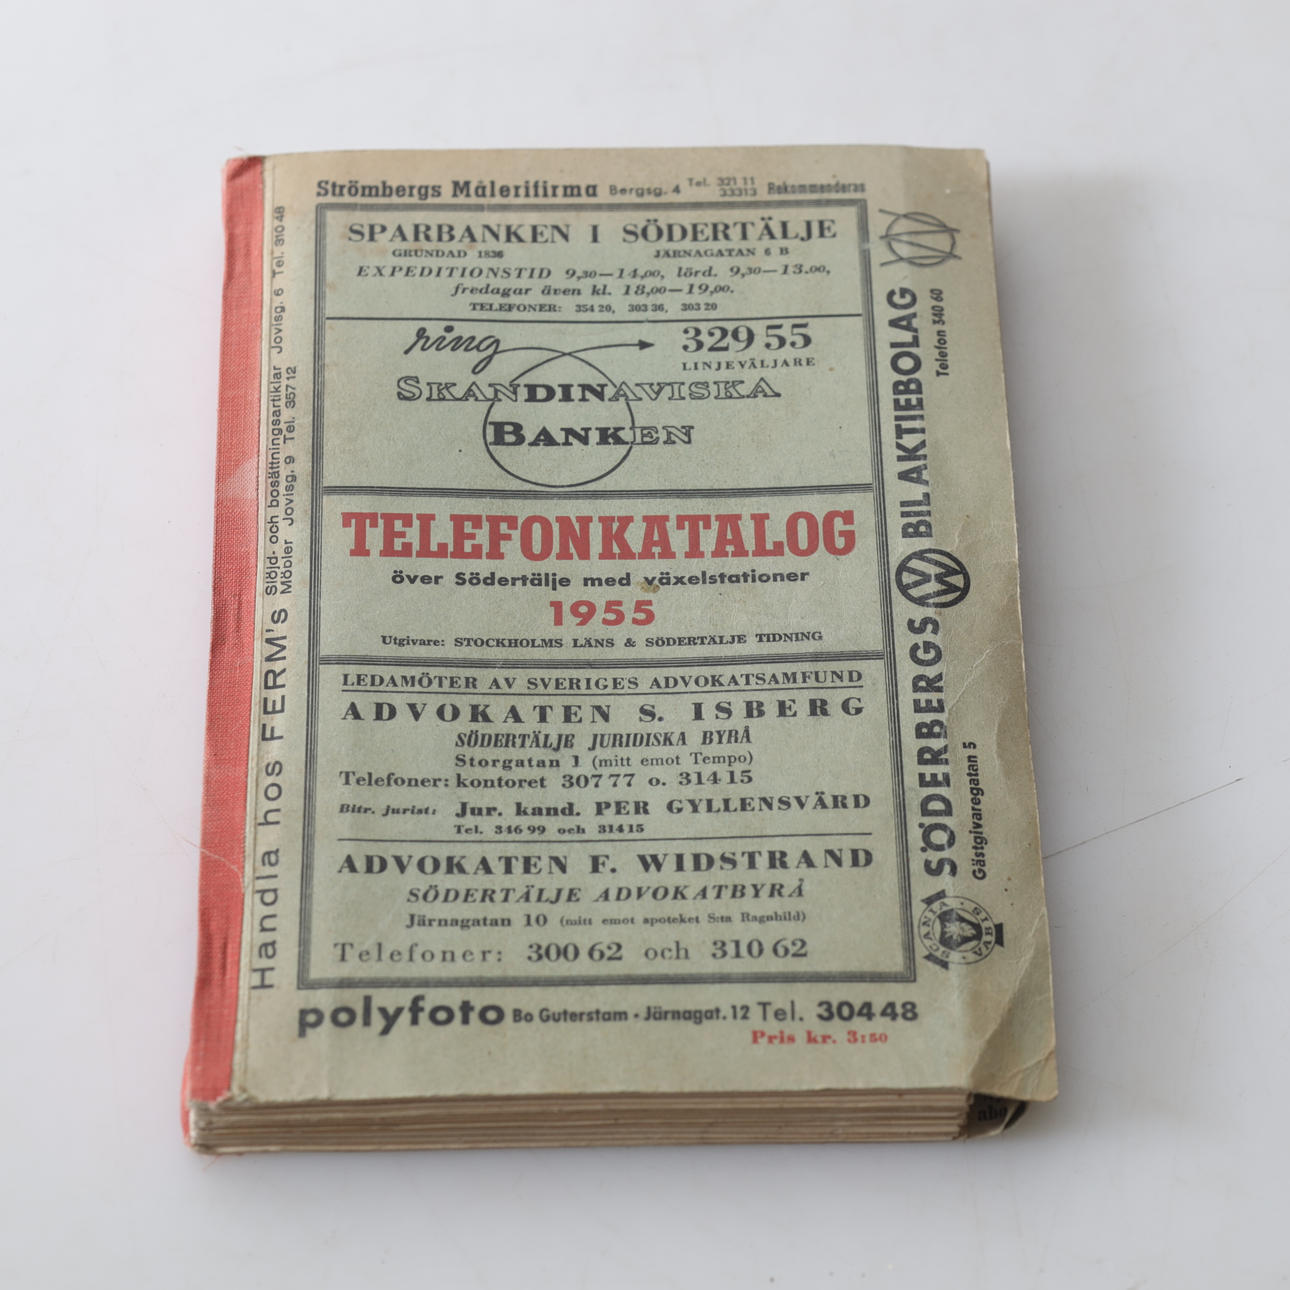 Strömbergs Målerifirma Bergsg. 4 Tel. 321 11 33313 Rekommenderas
SPARBANKEN I SÖDERTÄLJE
GRUNDAD 1836 JÄRNAGATAN 6 B
EXPEDITIONSTID 9,30—14,00, lörd. 9,30—13.00,
fredagar även kl. 18,00—19,00.
TELEFONER: 354 20, 303 36, 303 20
ring 329 55
LINJEVÄLJARE
SKANDINAVISKA
BANKEN
TELEFONKATALOG
över Södertälje med växelstationer
1955
Utgivare: STOCKHOLMS LÄNS & SÖDERTÄLJE TIDNING
LEDAMÖTER AV SVERIGES ADVOKATSAMFUND
ADVOKATEN S. ISBERG
SÖDERTÄLJE JURIDISKA BYRÅ
Storgatan 1 (mitt emot Tempo)
Telefoner: kontoret 307 77 o. 314 15
Bitr. jurist: Jur. kand. PER GYLLENSVÄRD
Tel. 346 99 och 314 15
ADVOKATEN F. WIDSTRAND
SÖDERTÄLJE ADVOKATBYRÅ
Järnagatan 10 (mitt emot apoteket S:ta Ragnhild)
Telefoner: 300 62 och 310 62
polyfoto Bo Guterstam · Järnagat. 12 Tel. 304 48
Pris kr. 3:50
Handla hos FERM'S Slöjd- och bosättningsartiklar Jovisg. 6 Tel. 310 48
Möbler Jovisg. 9 Tel. 357 12
SÖDERBERGS VW BILAKTIEBOLAG
Gästgivaregatan 5 Telefon 340 60
SCANIA VABIS